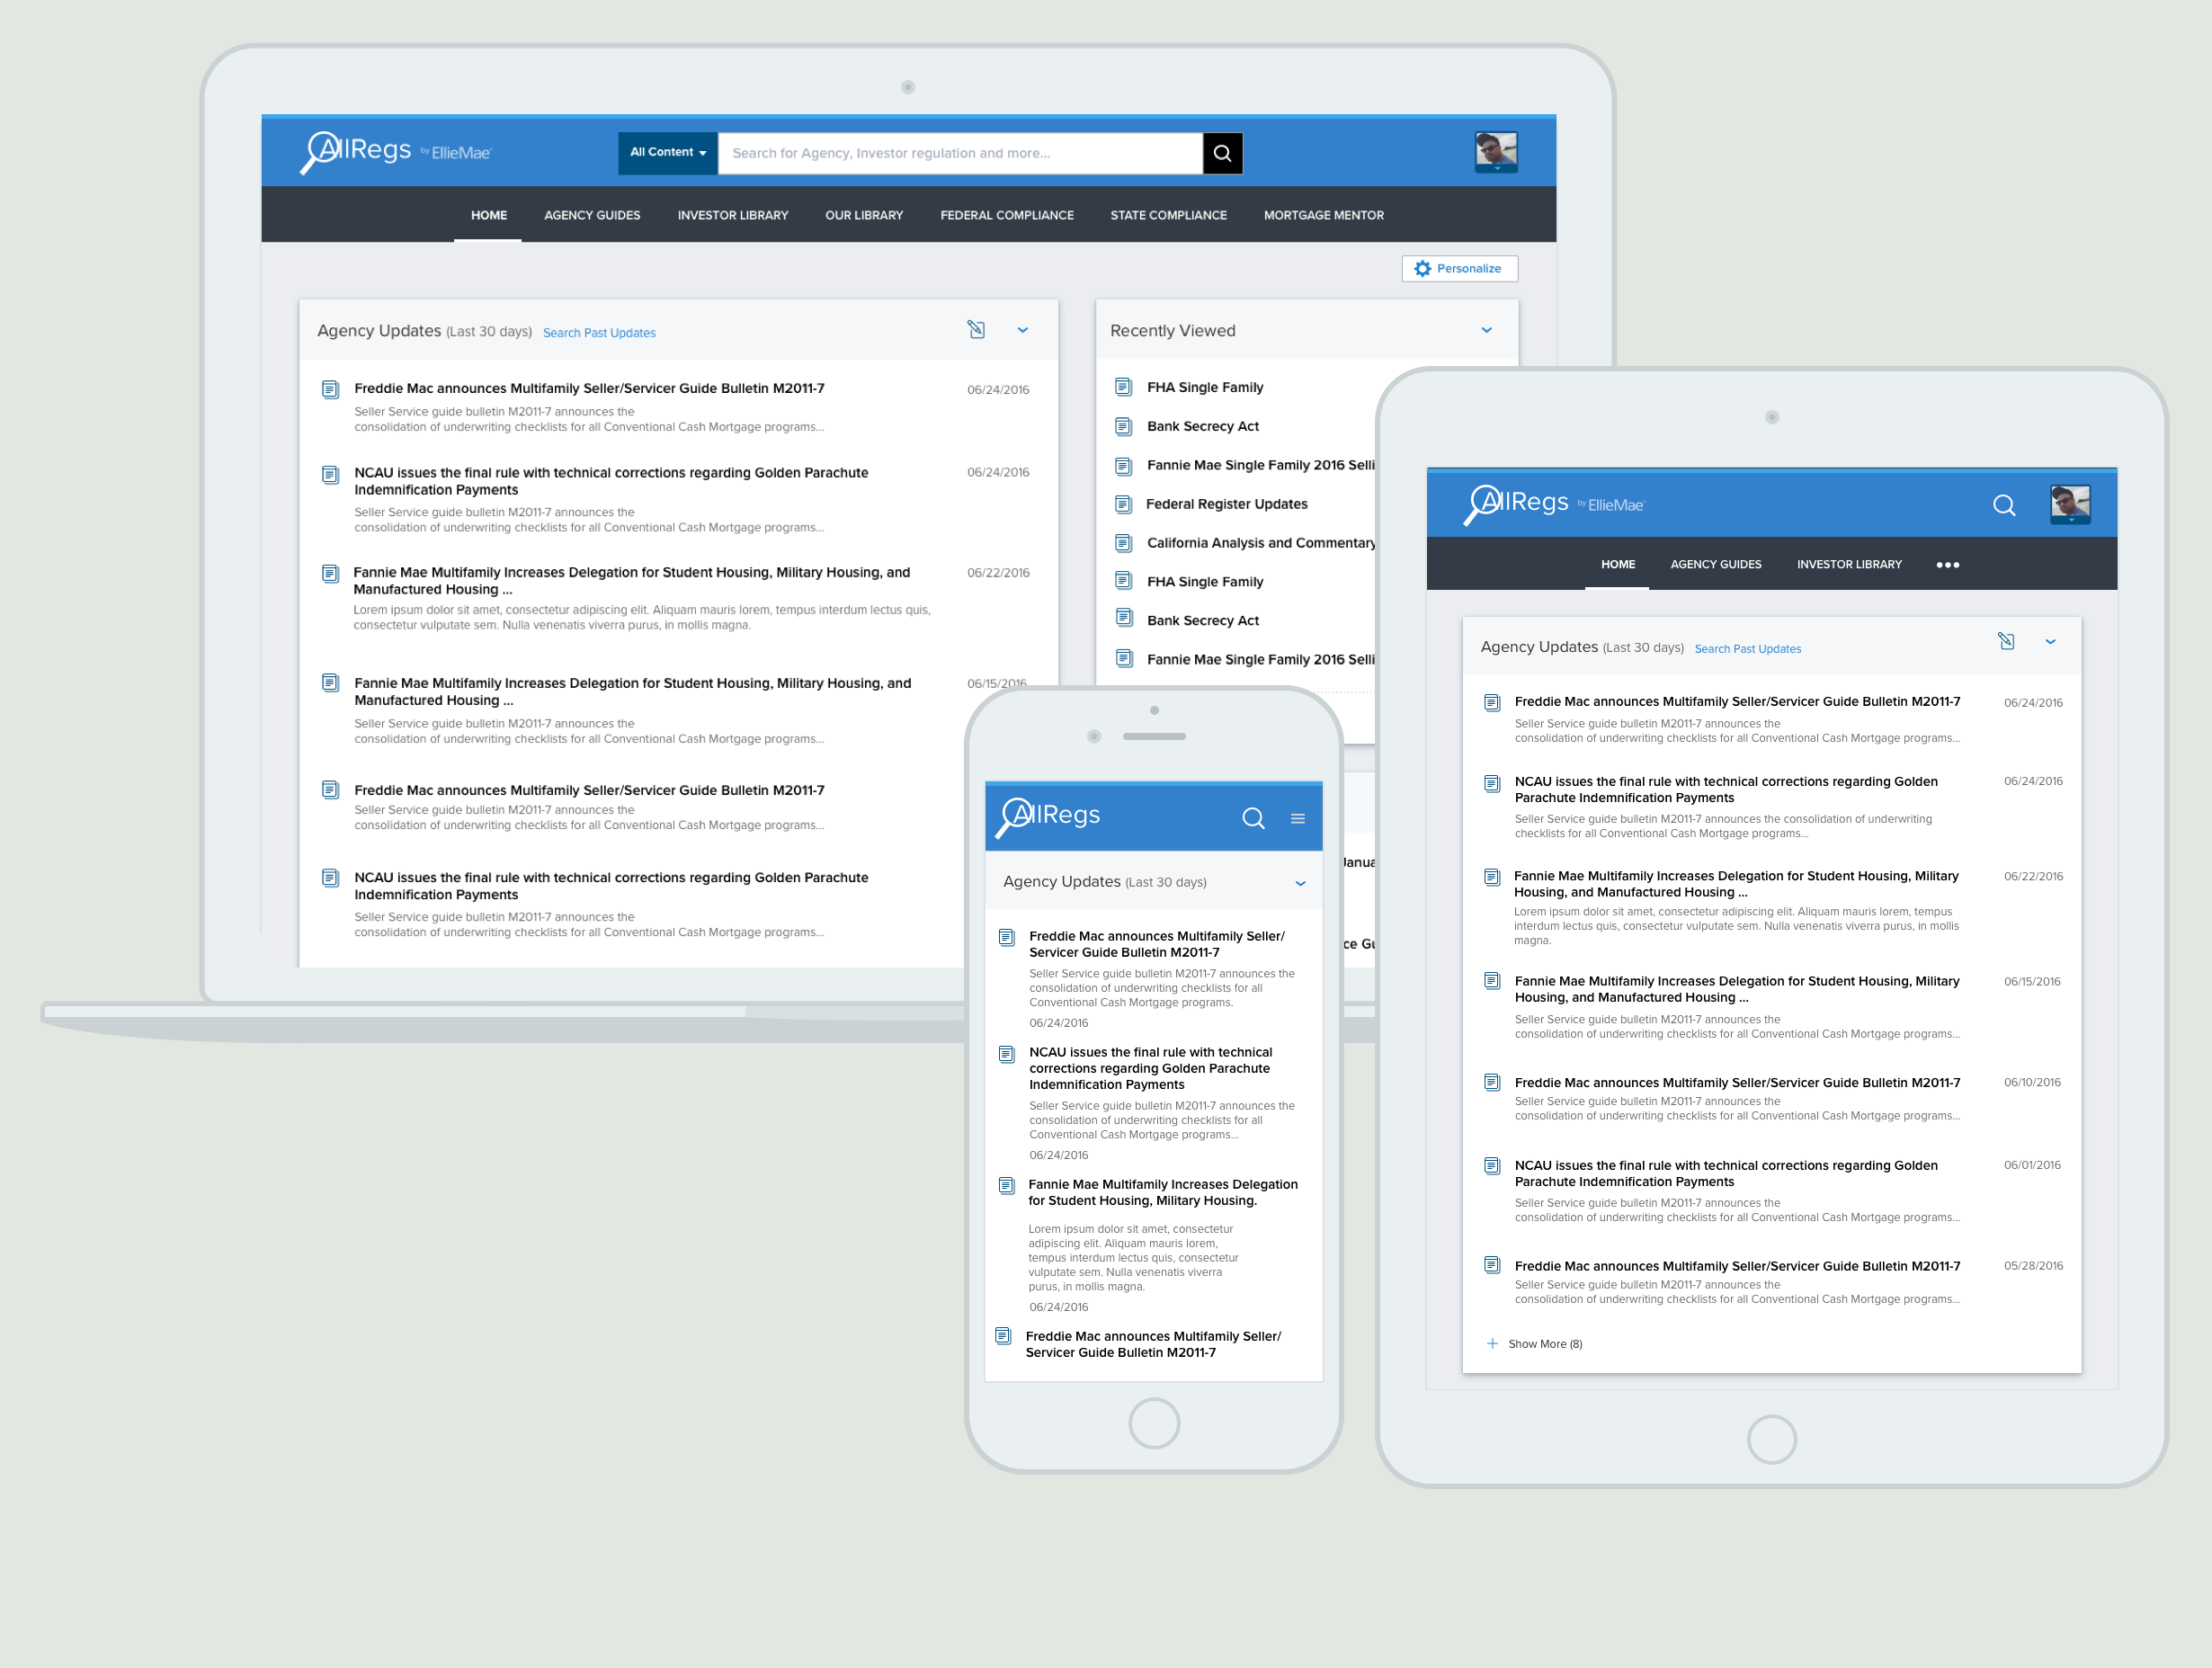 AllRegs by EllieMae
All Content
Search for Agency, Investor regulation and more...
HOME AGENCY GUIDES INVESTOR LIBRARY OUR LIBRARY FEDERAL COMPLIANCE STATE COMPLIANCE MORTGAGE MENTOR
Personalize
Agency Updates (Last 30 days) Search Past Updates
Freddie Mac announces Multifamily Seller/Servicer Guide Bulletin M2011-7 06/24/2016
Seller Service guide bulletin M2011-7 announces the
consolidation of underwriting checklists for all Conventional Cash Mortgage programs...
NCAU issues the final rule with technical corrections regarding Golden Parachute 06/24/2016
Indemnification Payments
Seller Service guide bulletin M2011-7 announces the
consolidation of underwriting checklists for all Conventional Cash Mortgage programs...
Fannie Mae Multifamily Increases Delegation for Student Housing, Military Housing, and 06/22/2016
Manufactured Housing ...
Lorem ipsum dolor sit amet, consectetur adipiscing elit. Aliquam mauris lorem, tempus interdum lectus quis,
consectetur vulputate sem. Nulla venenatis viverra purus, in mollis magna.
Fannie Mae Multifamily Increases Delegation for Student Housing, Military Housing, and 06/15/2016
Manufactured Housing ...
Seller Service guide bulletin M2011-7 announces the
consolidation of underwriting checklists for all Conventional Cash Mortgage programs...
Freddie Mac announces Multifamily Seller/Servicer Guide Bulletin M2011-7
Seller Service guide bulletin M2011-7 announces the
consolidation of underwriting checklists for all Conventional Cash Mortgage programs...
NCAU issues the final rule with technical corrections regarding Golden Parachute
Indemnification Payments
Seller Service guide bulletin M2011-7 announces the
consolidation of underwriting checklists for all Conventional Cash Mortgage programs...
Recently Viewed
FHA Single Family
Bank Secrecy Act
Fannie Mae Single Family 2016 Selli
Federal Register Updates
California Analysis and Commentary
FHA Single Family
Bank Secrecy Act
Fannie Mae Single Family 2016 Selli
Janua
ce Gu
AllRegs
Agency Updates (Last 30 days)
Freddie Mac announces Multifamily Seller/
Servicer Guide Bulletin M2011-7
Seller Service guide bulletin M2011-7 announces the
consolidation of underwriting checklists for all
Conventional Cash Mortgage programs.
06/24/2016
NCAU issues the final rule with technical
corrections regarding Golden Parachute
Indemnification Payments
Seller Service guide bulletin M2011-7 announces the
consolidation of underwriting checklists for all
Conventional Cash Mortgage programs...
06/24/2016
Fannie Mae Multifamily Increases Delegation
for Student Housing, Military Housing.
Lorem ipsum dolor sit amet, consectetur
adipiscing elit. Aliquam mauris lorem,
tempus interdum lectus quis, consectetur
vulputate sem. Nulla venenatis viverra
purus, in mollis magna.
06/24/2016
Freddie Mac announces Multifamily Seller/
Servicer Guide Bulletin M2011-7
AllRegs by EllieMae
HOME AGENCY GUIDES INVESTOR LIBRARY
Agency Updates (Last 30 days) Search Past Updates
Freddie Mac announces Multifamily Seller/Servicer Guide Bulletin M2011-7 06/24/2016
Seller Service guide bulletin M2011-7 announces the
consolidation of underwriting checklists for all Conventional Cash Mortgage programs...
NCAU issues the final rule with technical corrections regarding Golden 06/24/2016
Parachute Indemnification Payments
Seller Service guide bulletin M2011-7 announces the consolidation of underwriting
checklists for all Conventional Cash Mortgage programs...
Fannie Mae Multifamily Increases Delegation for Student Housing, Military 06/22/2016
Housing, and Manufactured Housing ...
Lorem ipsum dolor sit amet, consectetur adipiscing elit. Aliquam mauris lorem, tempus
interdum lectus quis, consectetur vulputate sem. Nulla venenatis viverra purus, in mollis
magna.
Fannie Mae Multifamily Increases Delegation for Student Housing, Military 06/15/2016
Housing, and Manufactured Housing ...
Seller Service guide bulletin M2011-7 announces the
consolidation of underwriting checklists for all Conventional Cash Mortgage programs...
Freddie Mac announces Multifamily Seller/Servicer Guide Bulletin M2011-7 06/10/2016
Seller Service guide bulletin M2011-7 announces the
consolidation of underwriting checklists for all Conventional Cash Mortgage programs...
NCAU issues the final rule with technical corrections regarding Golden 06/01/2016
Parachute Indemnification Payments
Seller Service guide bulletin M2011-7 announces the
consolidation of underwriting checklists for all Conventional Cash Mortgage programs...
Freddie Mac announces Multifamily Seller/Servicer Guide Bulletin M2011-7 05/28/2016
Seller Service guide bulletin M2011-7 announces the
consolidation of underwriting checklists for all Conventional Cash Mortgage programs...
Show More (8)